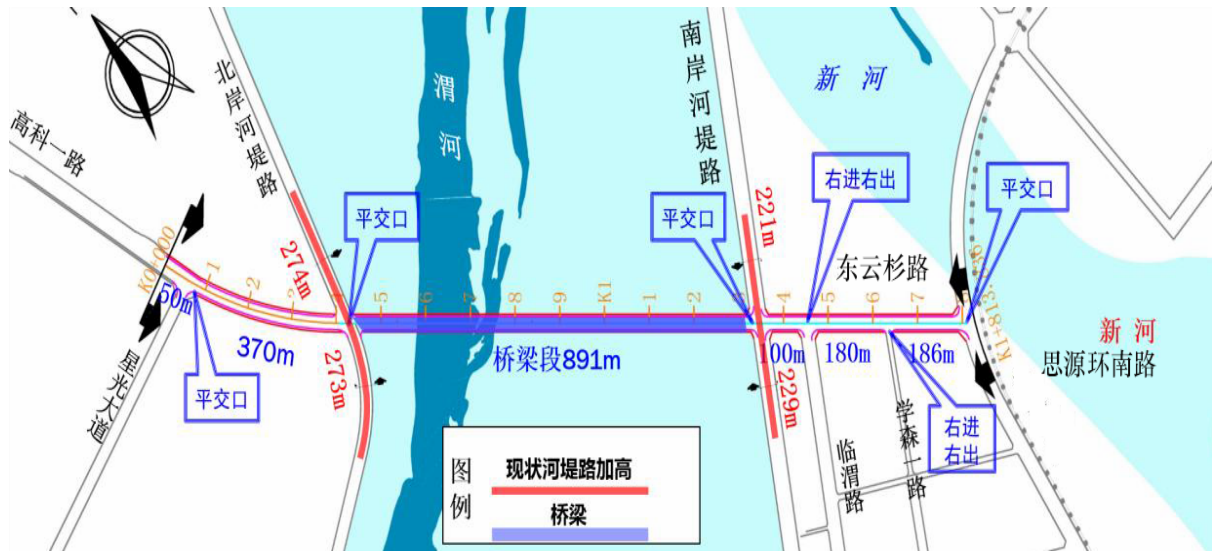 高科一路
北岸河堤路
渭河
南岸河堤路
新河
平交口
平交口
右进右出
平交口
274m
221m
东云杉路
K0+000
1
2
3
4
5
6
7
8
9
K1
1
2
3
4
5
6
7
8
50m
370m
273m
桥梁段891m
100m
180m
186m
229m
新河
思源环南路
星光大道
平交口
临渭路
学森一路
右进
右出
图例
现状河堤路加高
桥梁